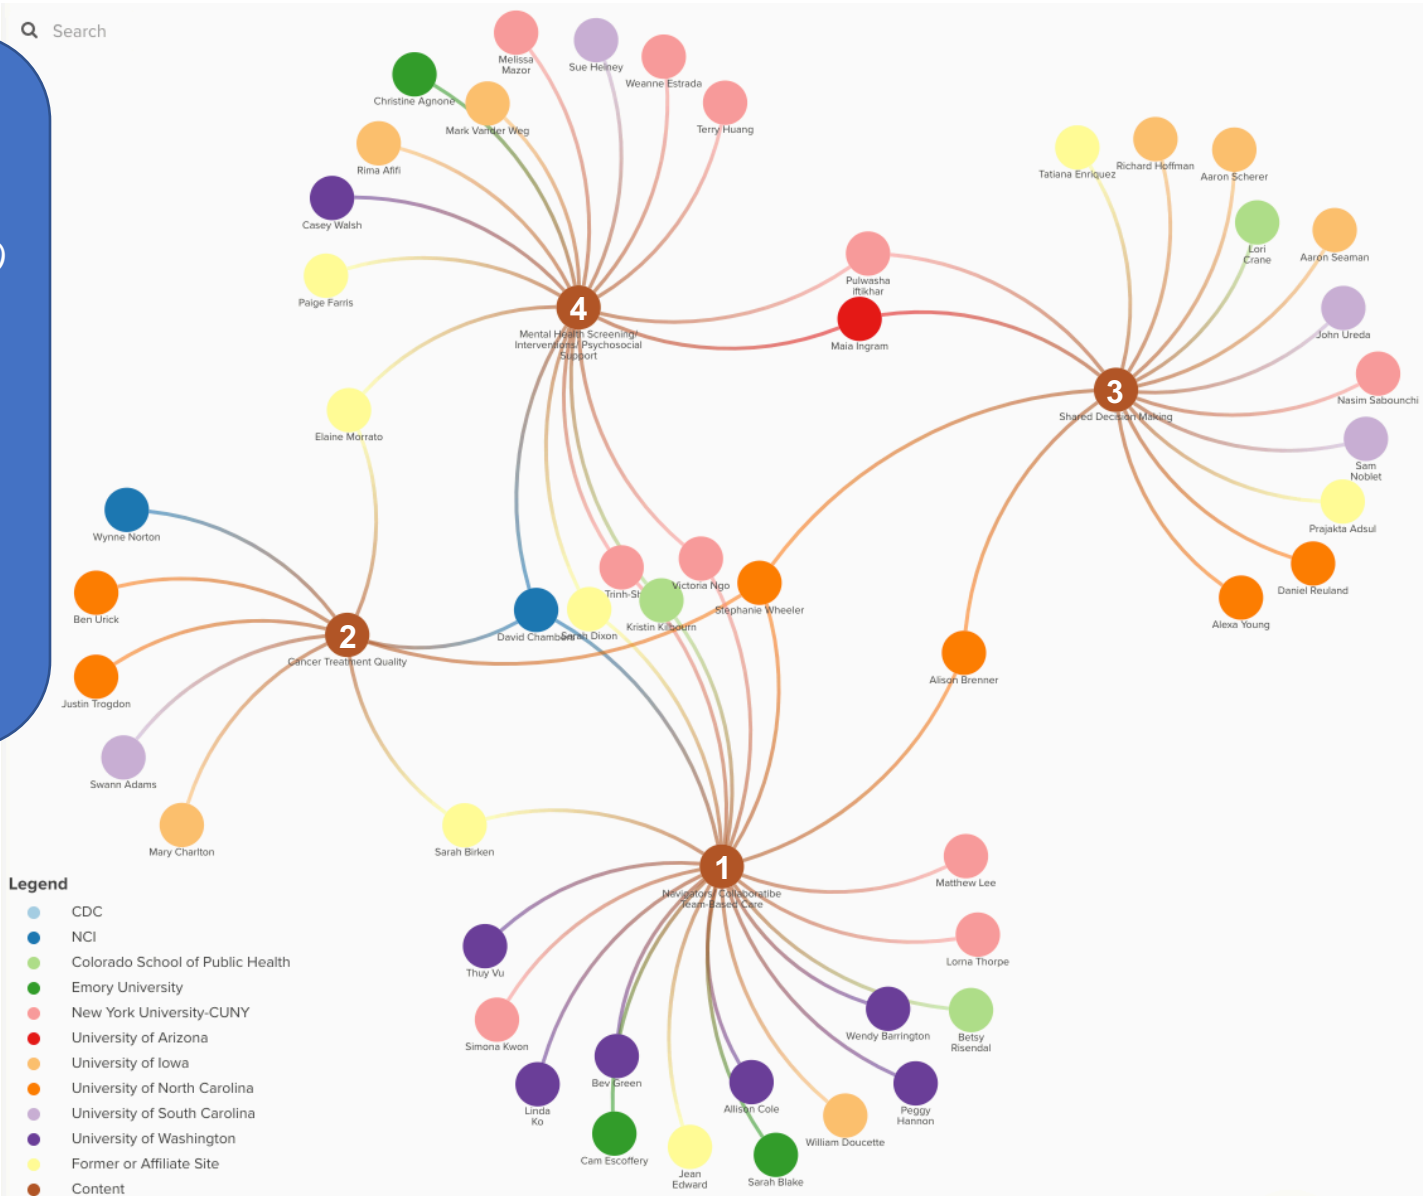 Search
Melissa
Mazor
Sue Heiney
Weanne Estrada
Christine Agnone
Mark Vander Weg
Terry Huang
Rima Afifi
Casey Walsh
Paige Farris
4
Mental Health Screening/
Interventions/ Psychosocial
Support
Pulwasha
iftikhar
Maia Ingram
Tatiana Enriquez
Richard Hoffman
Aaron Scherer
Lori
Crane
Aaron Seaman
John Ureda
Nasim Sabounchi
3
Shared Decision Making
Sam
Noblet
Prajakta Adsul
Daniel Reuland
Alexa Young
Elaine Morrato
Wynne Norton
Ben Urick
2
Cancer Treatment Quality
Justin Trogdon
Swann Adams
Mary Charlton
David Chambers
Sarah Dixon
Kristin Kilbourn
Victoria Ngo
Stephanie Wheeler
Alison Brenner
Sarah Birken
1
Navigators/ Collaboratibe
Team-Based Care
Matthew Lee
Lorna Thorpe
Thuy Vu
Simona Kwon
Linda
Ko
Bev Green
Cam Escoffery
Jean
Edward
Allison Cole
Sarah Blake
William Doucette
Peggy
Hannon
Wendy Barrington
Betsy
Risendal
Legend
CDC
NCI
Colorado School of Public Health
Emory University
New York University-CUNY
University of Arizona
University of Iowa
University of North Carolina
University of South Carolina
University of Washington
Former or Affiliate Site
Content